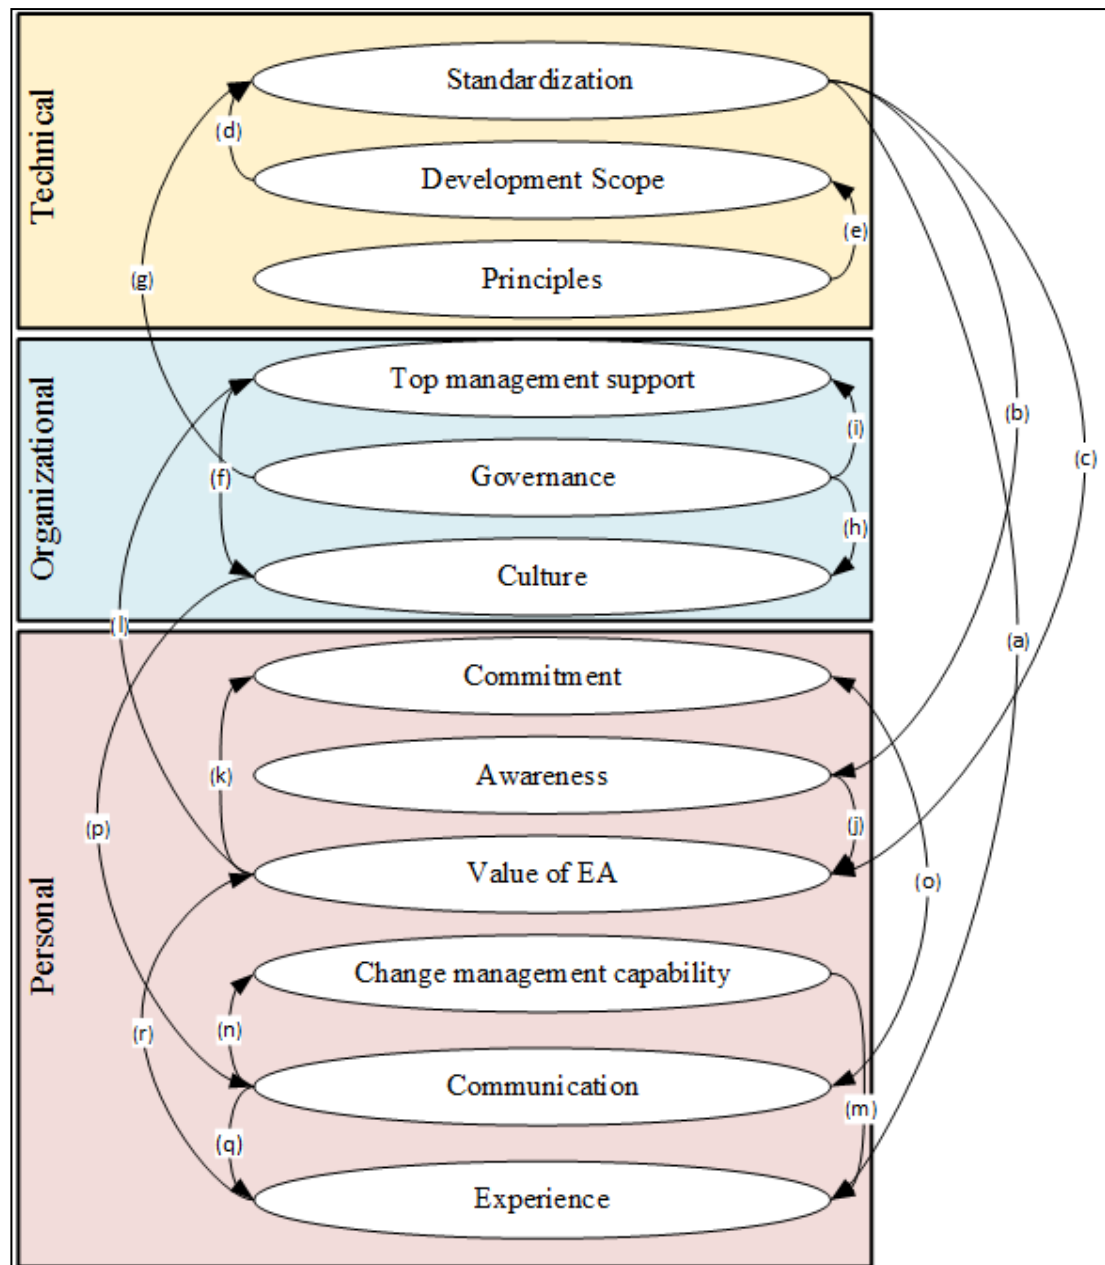 Technical
Standardization
(d)
Development Scope
(e)
Principles
(g)
Organizational
Top management support
(i)
(b)
(f)
Governance
(c)
(h)
Culture
(l)
(a)
Personal
Commitment
(k)
Awareness
(j)
(p)
Value of EA
(o)
Change management capability
(r)
(n)
Communication
(m)
(q)
Experience